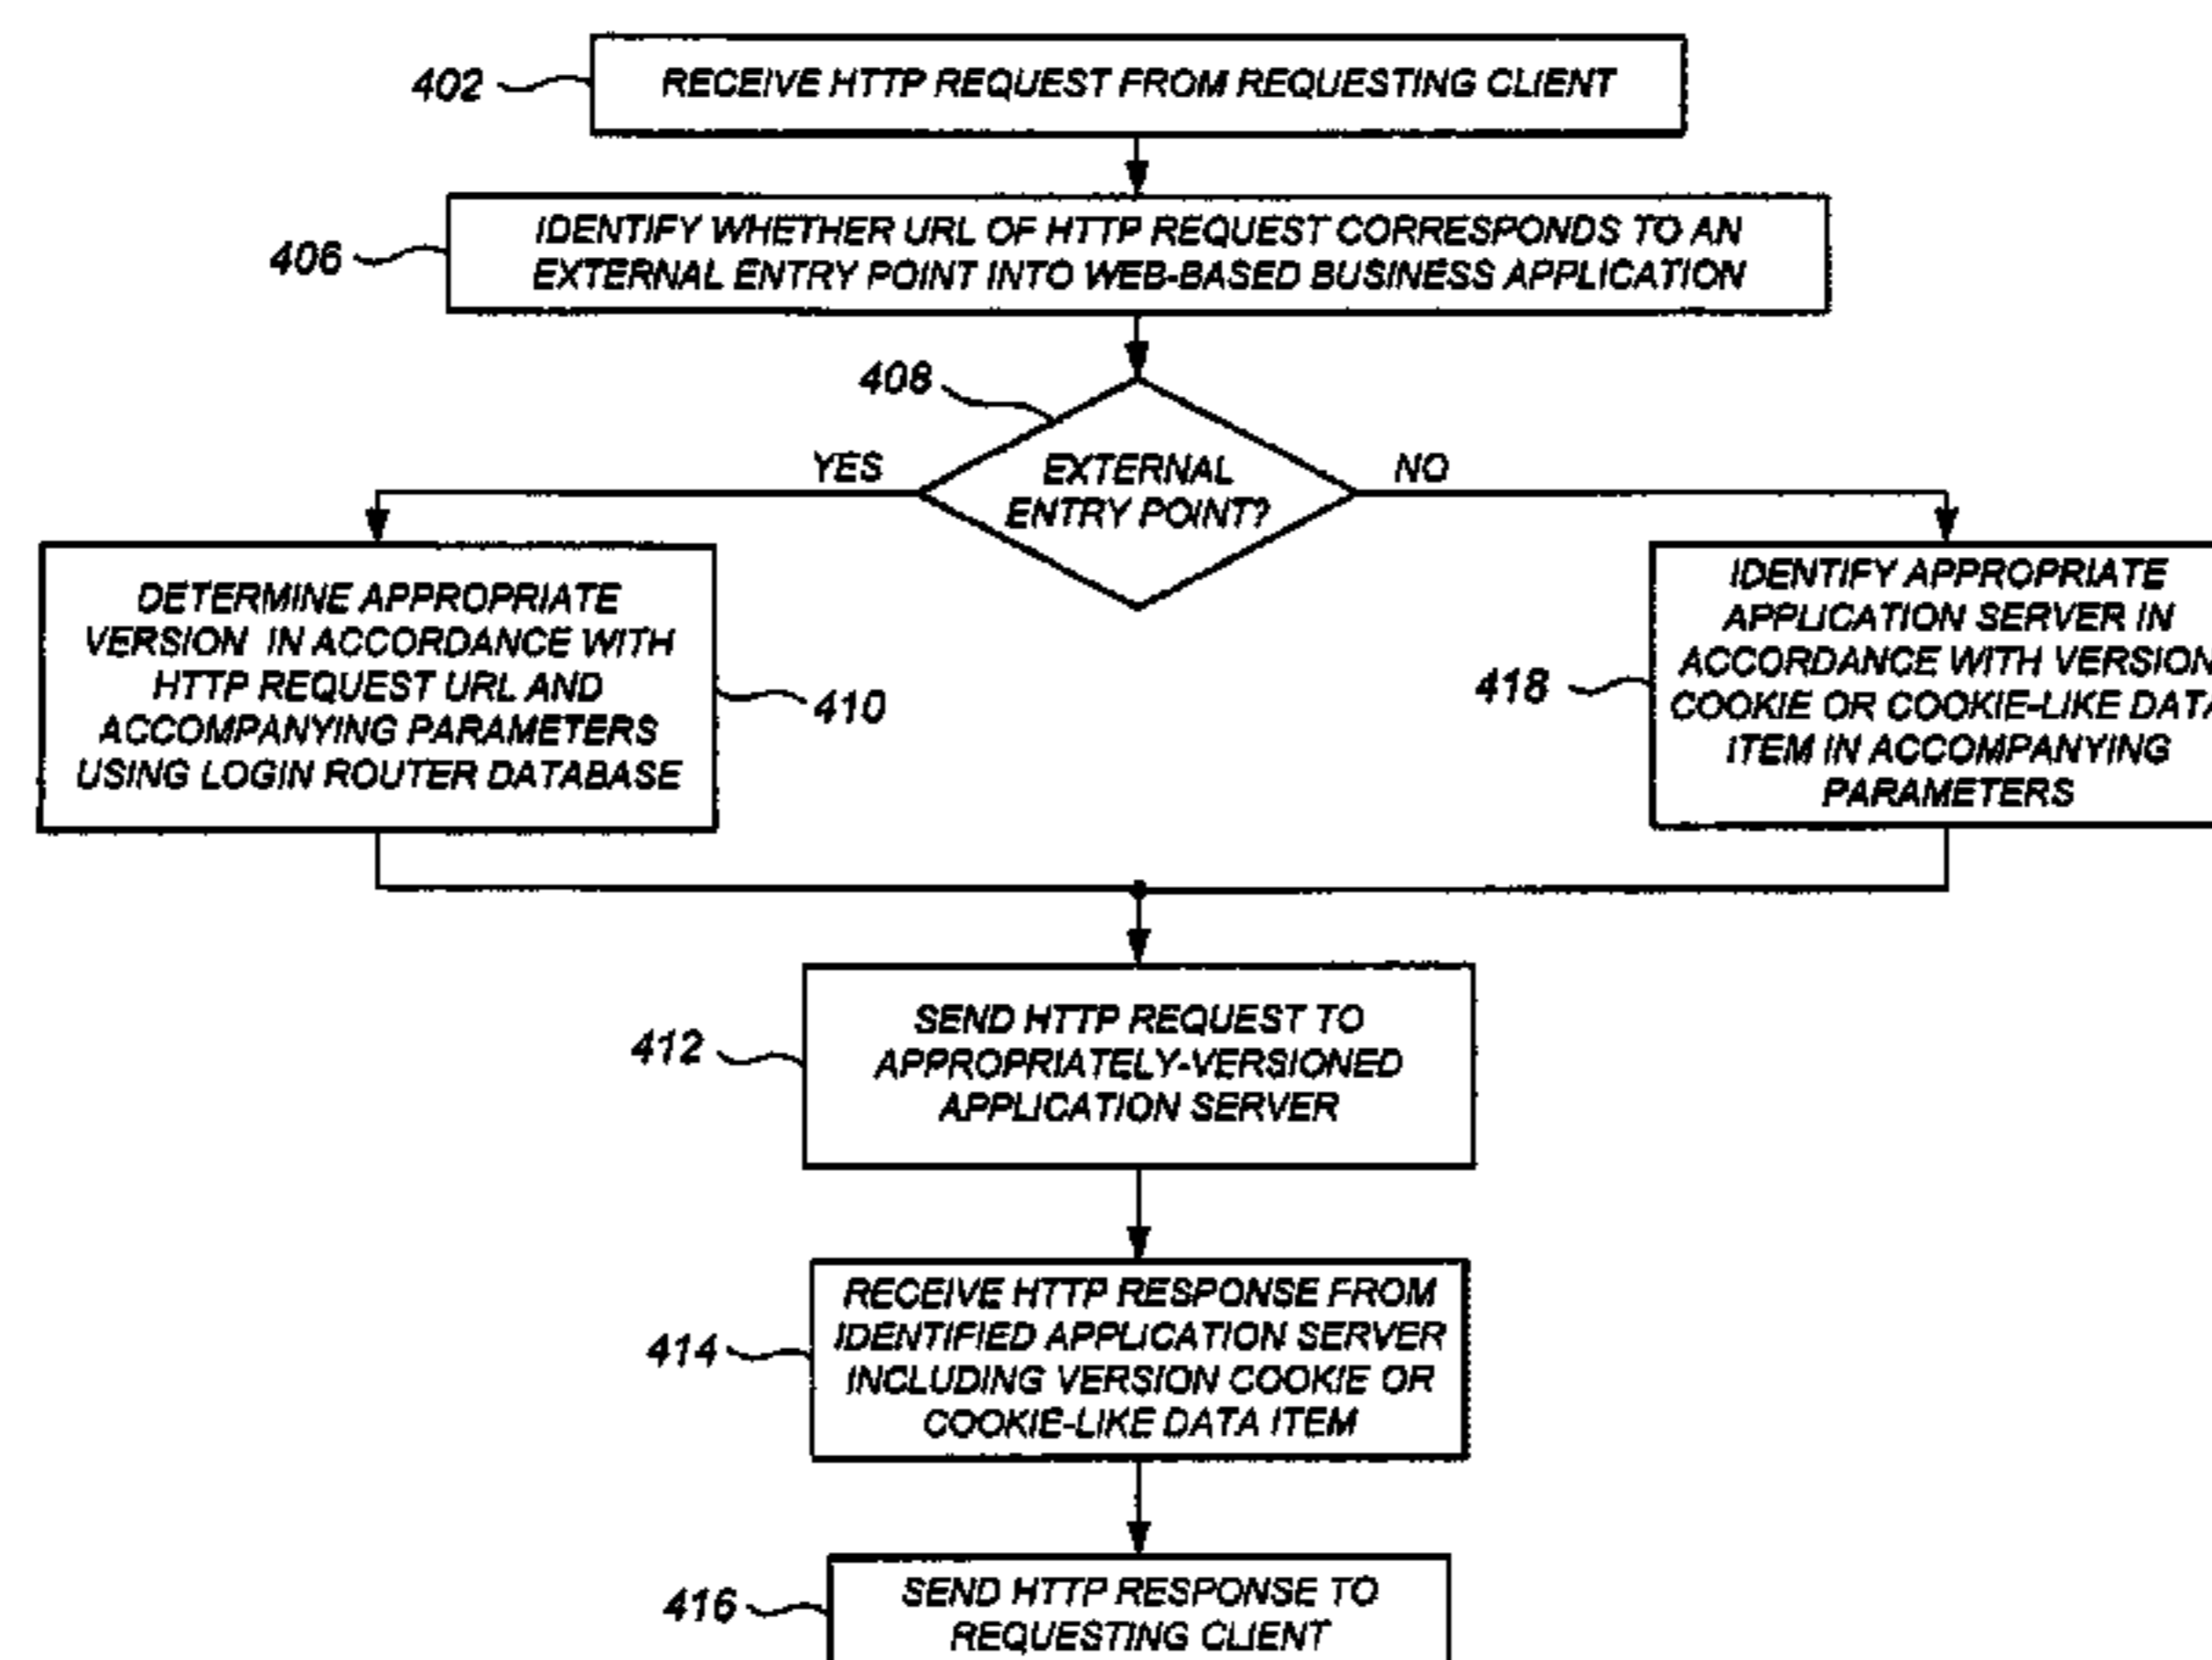 402
RECEIVE HTTP REQUEST FROM REQUESTING CLIENT
406
IDENTIFY WHETHER URL OF HTTP REQUEST CORRESPONDS TO AN
EXTERNAL ENTRY POINT INTO WEB-BASED BUSINESS APPLICATION
408
YES
EXTERNAL
ENTRY POINT?
NO
DETERMINE APPROPRIATE
VERSION IN ACCORDANCE WITH
HTTP REQUEST URL AND
ACCOMPANYING PARAMETERS
USING LOGIN ROUTER DATABASE
410
418
IDENTIFY APPROPRIATE
APPLICATION SERVER IN
ACCORDANCE WITH VERSION
COOKIE OR COOKIE-LIKE DATA
ITEM IN ACCOMPANYING
PARAMETERS
412
SEND HTTP REQUEST TO
APPROPRIATELY-VERSIONED
APPLICATION SERVER
414
RECEIVE HTTP RESPONSE FROM
IDENTIFIED APPLICATION SERVER
INCLUDING VERSION COOKIE OR
COOKIE-LIKE DATA ITEM
416
SEND HTTP RESPONSE TO
REQUESTING CLIENT